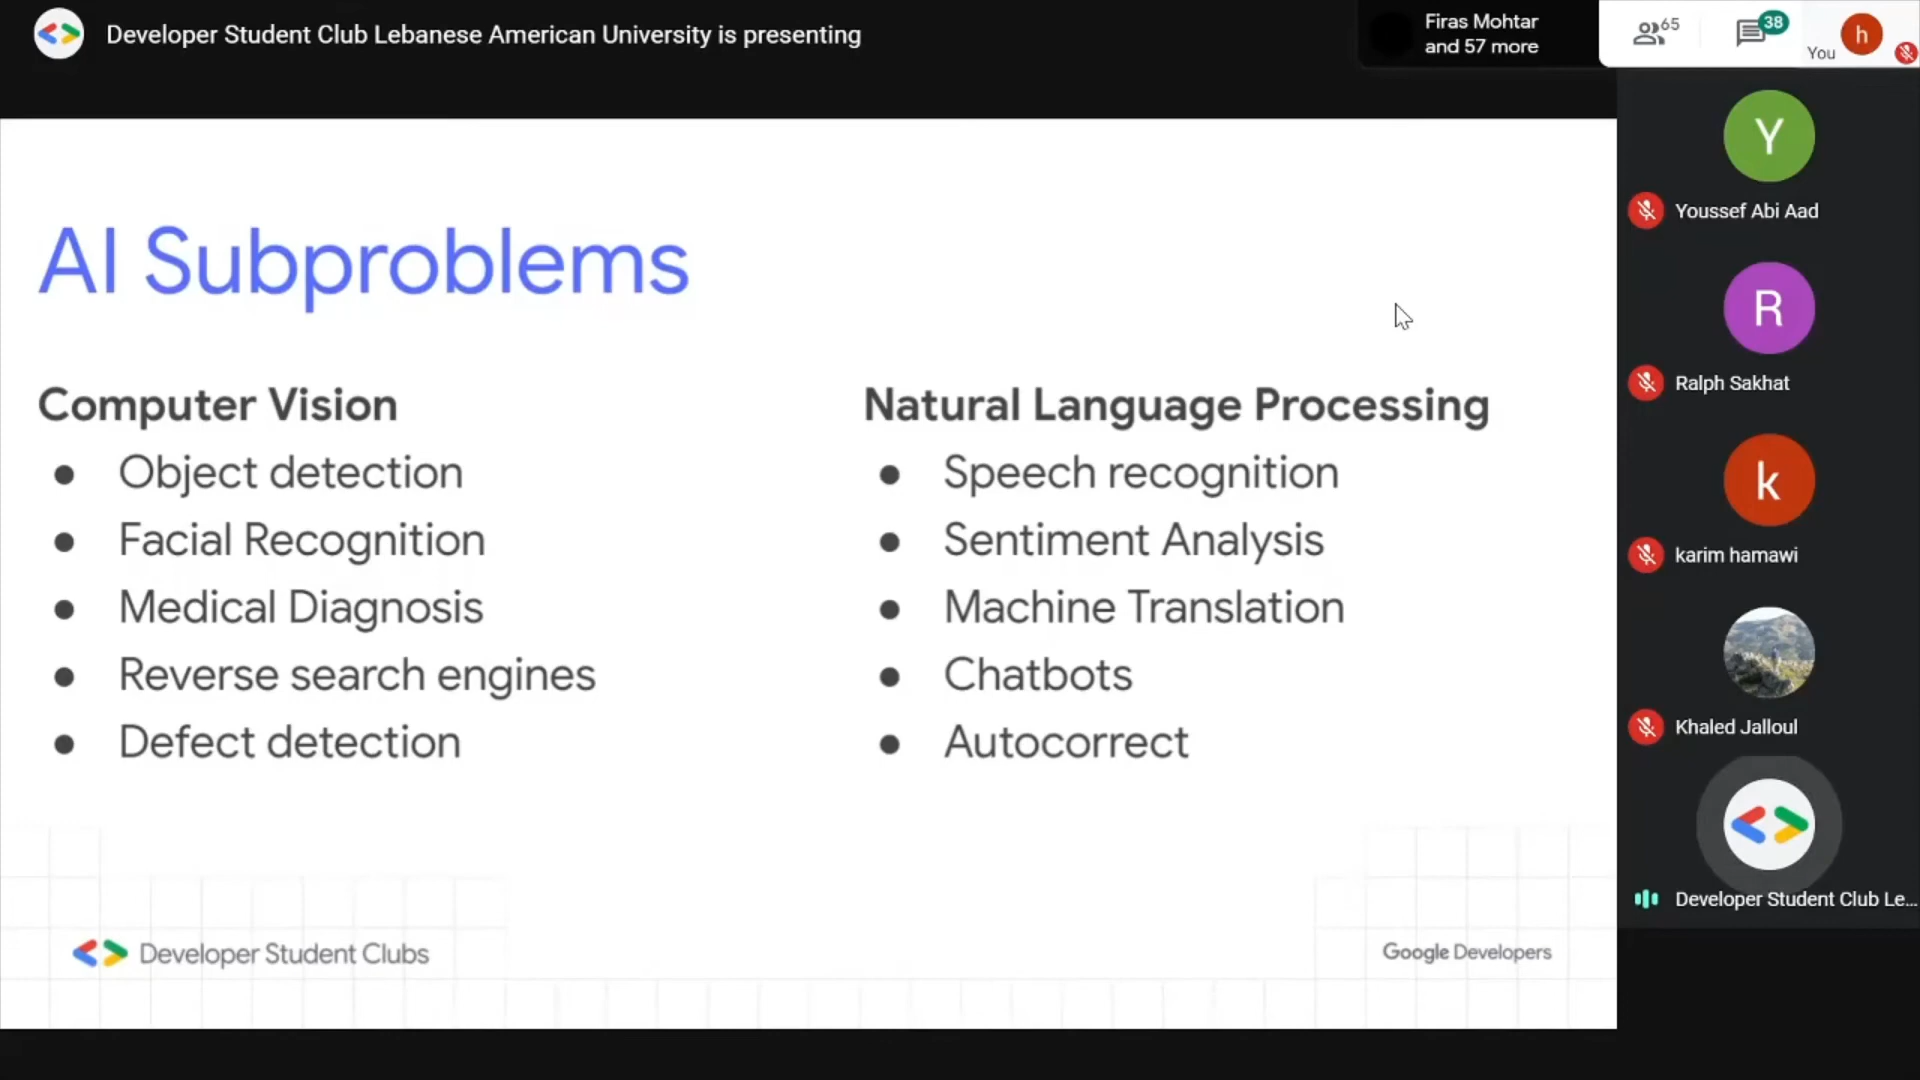 Developer Student Club Lebanese American University is presenting
Firas Mohtar
and 57 more
65
38
You
h
Y
Youssef Abi Aad
R
Ralph Sakhat
k
karim hamawi
Khaled Jalloul
Developer Student Club Le...
AI Subproblems
Computer Vision
● Object detection
● Facial Recognition
● Medical Diagnosis
● Reverse search engines
● Defect detection
Natural Language Processing
● Speech recognition
● Sentiment Analysis
● Machine Translation
● Chatbots
● Autocorrect
Developer Student Clubs
Google Developers